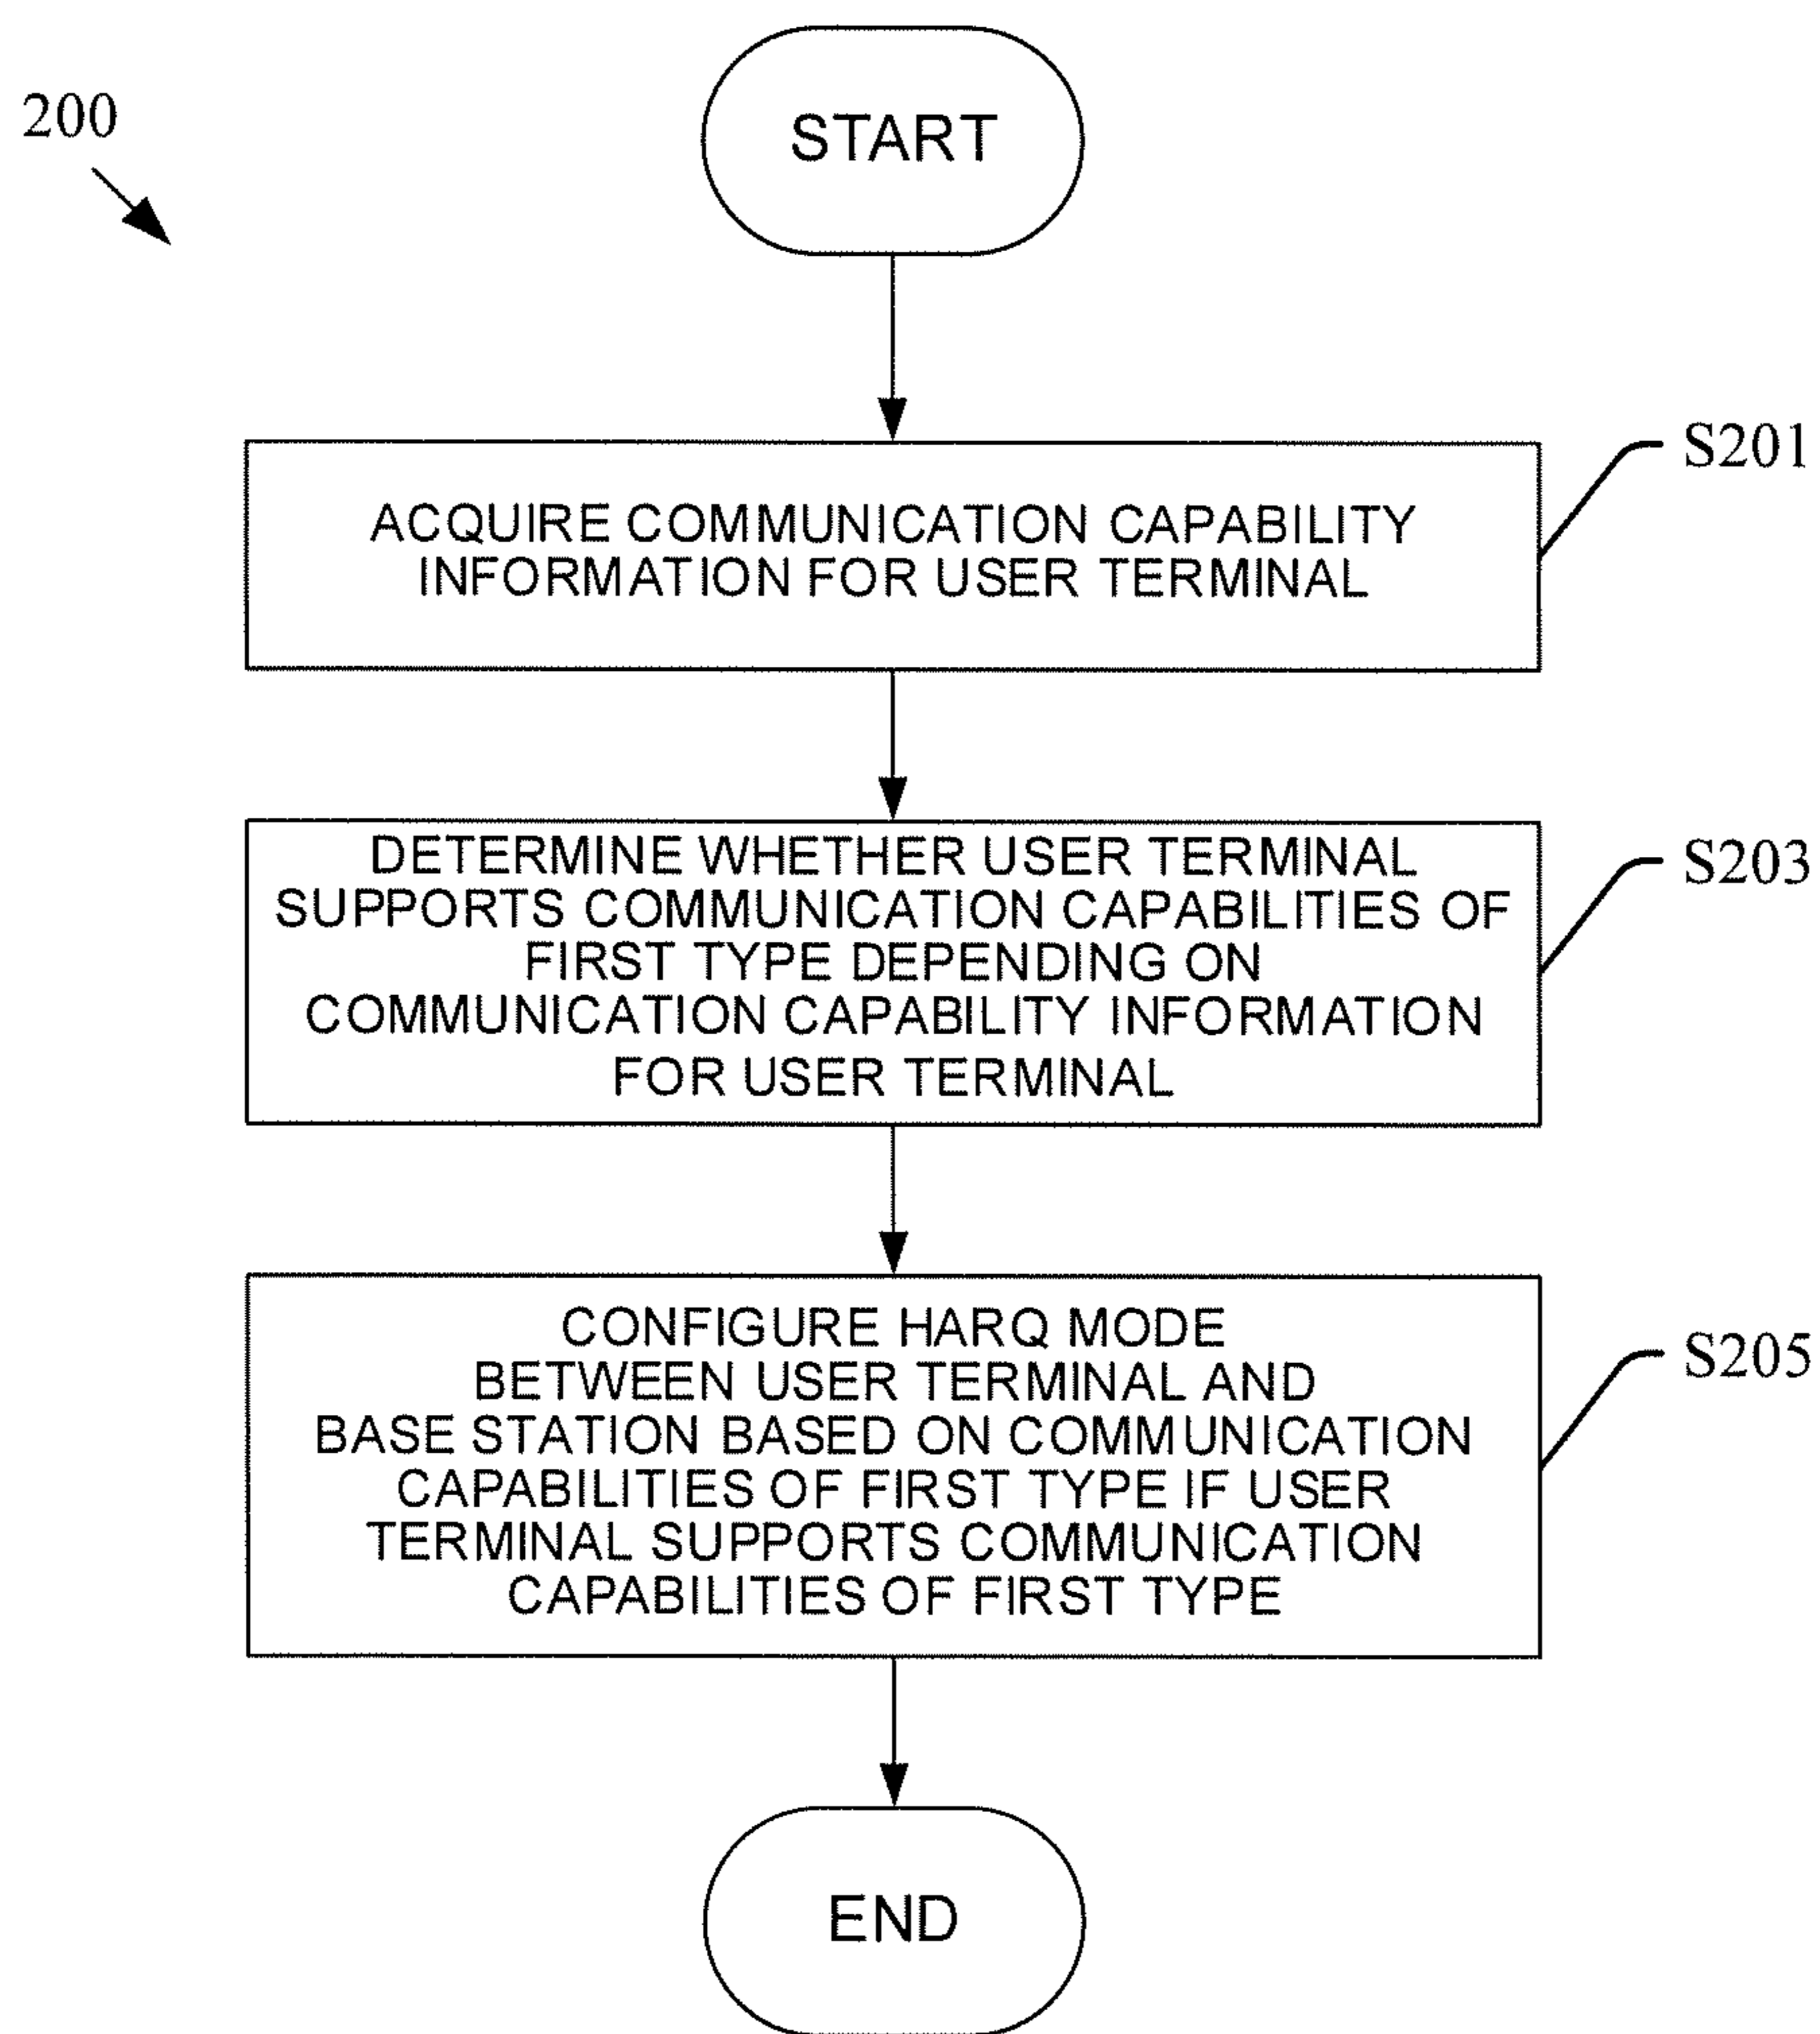 200
START
S201
ACQUIRE COMMUNICATION CAPABILITY
INFORMATION FOR USER TERMINAL
S203
DETERMINE WHETHER USER TERMINAL
SUPPORTS COMMUNICATION CAPABILITIES OF
FIRST TYPE DEPENDING ON
COMMUNICATION CAPABILITY INFORMATION
FOR USER TERMINAL
S205
CONFIGURE HARQ MODE
BETWEEN USER TERMINAL AND
BASE STATION BASED ON COMMUNICATION
CAPABILITIES OF FIRST TYPE IF USER
TERMINAL SUPPORTS COMMUNICATION
CAPABILITIES OF FIRST TYPE
END